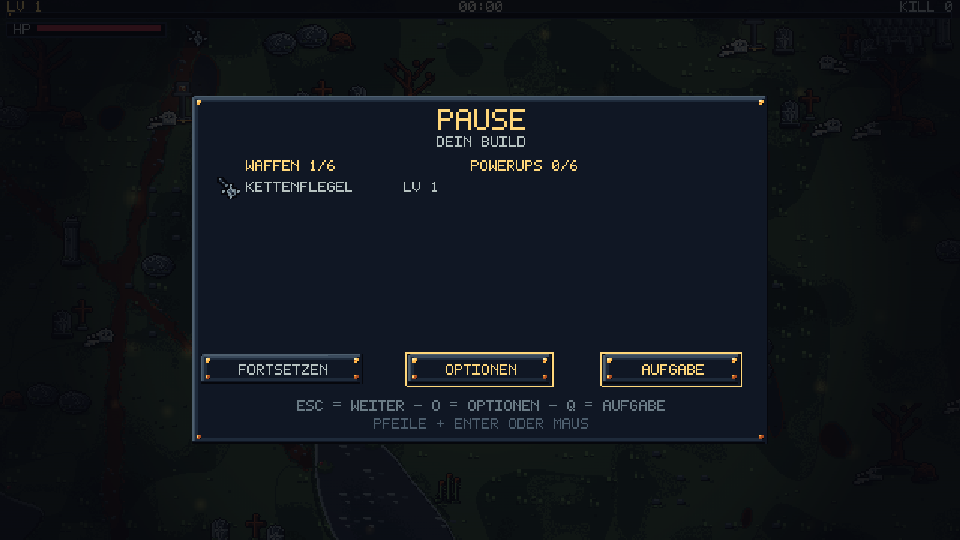 LV 1 00:00 KILL 0
HP
PAUSE
DEIN BUILD
WAFFEN 1/6 POWERUPS 0/6
KETTENFLEGEL LV 1
FORTSETZEN OPTIONEN AUFGABE
ESC = WEITER - O = OPTIONEN - Q = AUFGABE
PFEILE + ENTER ODER MAUS